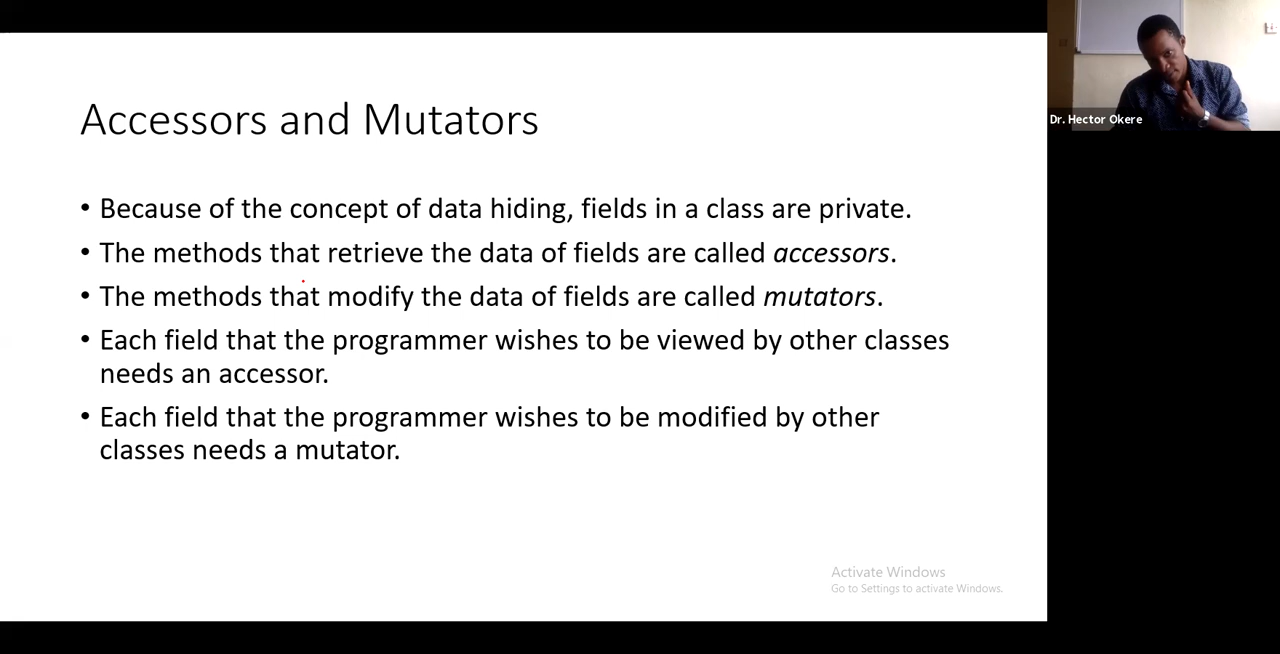 Accessors and Mutators
• Because of the concept of data hiding, fields in a class are private.
• The methods that retrieve the data of fields are called accessors.
• The methods that modify the data of fields are called mutators.
• Each field that the programmer wishes to be viewed by other classes
needs an accessor.
• Each field that the programmer wishes to be modified by other
classes needs a mutator.
Activate Windows
Go to Settings to activate Windows.
Dr. Hector Okere